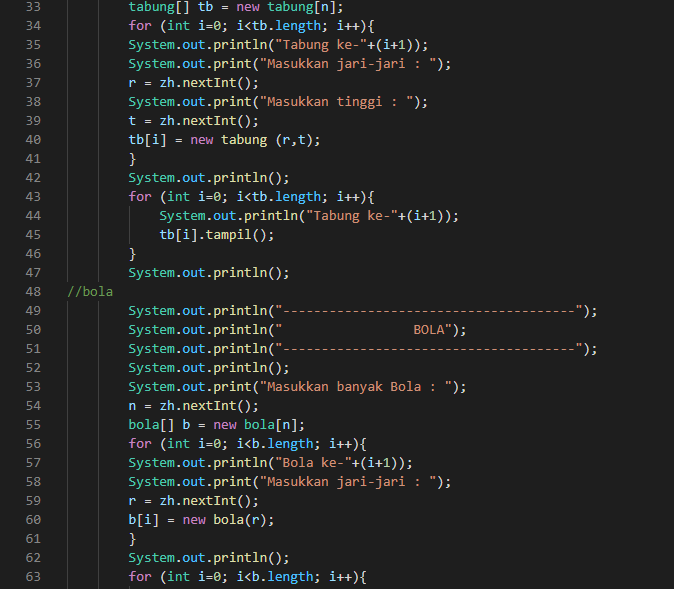 33 tabung[] tb = new tabung[n];
34 for (int i=0; i<tb.length; i++){
35 System.out.println("Tabung ke-"+(i+1));
36 System.out.print("Masukkan jari-jari : ");
37 r = zh.nextInt();
38 System.out.print("Masukkan tinggi : ");
39 t = zh.nextInt();
40 tb[i] = new tabung (r,t);
41 }
42 System.out.println();
43 for (int i=0; i<tb.length; i++){
44     System.out.println("Tabung ke-"+(i+1));
45     tb[i].tampil();
46 }
47 System.out.println();
48 //bola
49 System.out.println("--------------------------------------");
50 System.out.println("                 BOLA");
51 System.out.println("--------------------------------------");
52 System.out.println();
53 System.out.print("Masukkan banyak Bola : ");
54 n = zh.nextInt();
55 bola[] b = new bola[n];
56 for (int i=0; i<b.length; i++){
57 System.out.println("Bola ke-"+(i+1));
58 System.out.print("Masukkan jari-jari : ");
59 r = zh.nextInt();
60 b[i] = new bola(r);
61 }
62 System.out.println();
63 for (int i=0; i<b.length; i++){